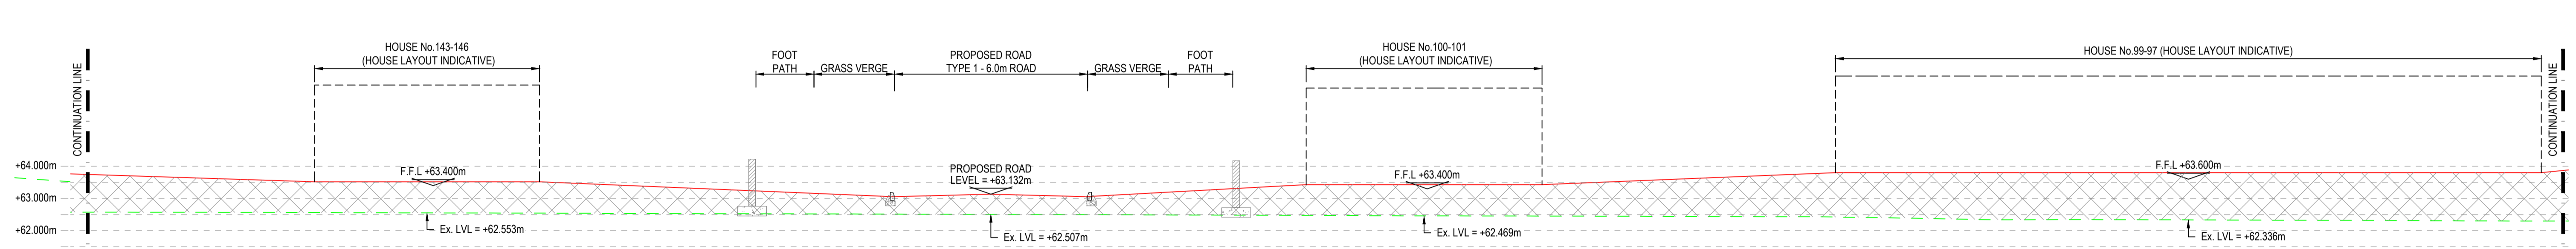 CONTINUATION LINE
HOUSE No.143-146
(HOUSE LAYOUT INDICATIVE)
FOOT
PATH
GRASS VERGE
PROPOSED ROAD
TYPE 1 - 6.0m ROAD
GRASS VERGE
FOOT
PATH
HOUSE No.100-101
(HOUSE LAYOUT INDICATIVE)
HOUSE No.99-97 (HOUSE LAYOUT INDICATIVE)
CONTINUATION LINE
+64.000m
+63.000m
+62.000m
F.F.L +63.400m
PROPOSED ROAD
LEVEL = +63.132m
F.F.L +63.400m
F.F.L +63.600m
Ex. LVL = +62.553m
Ex. LVL = +62.507m
Ex. LVL = +62.469m
Ex. LVL = +62.336m